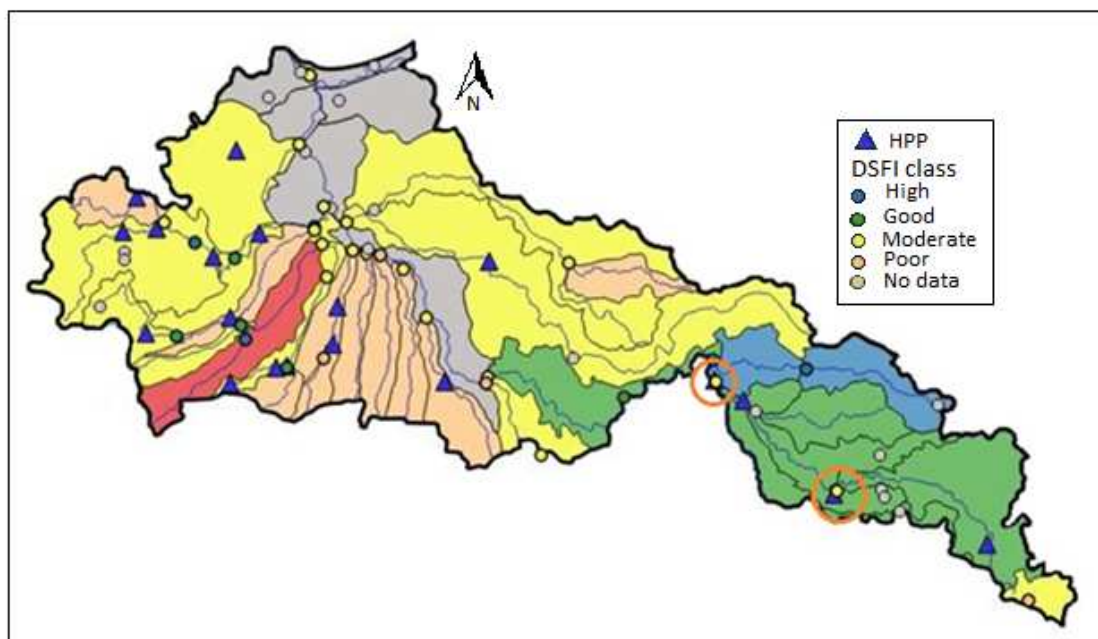 N
HPP
DSFI class
High
Good
Moderate
Poor
No data